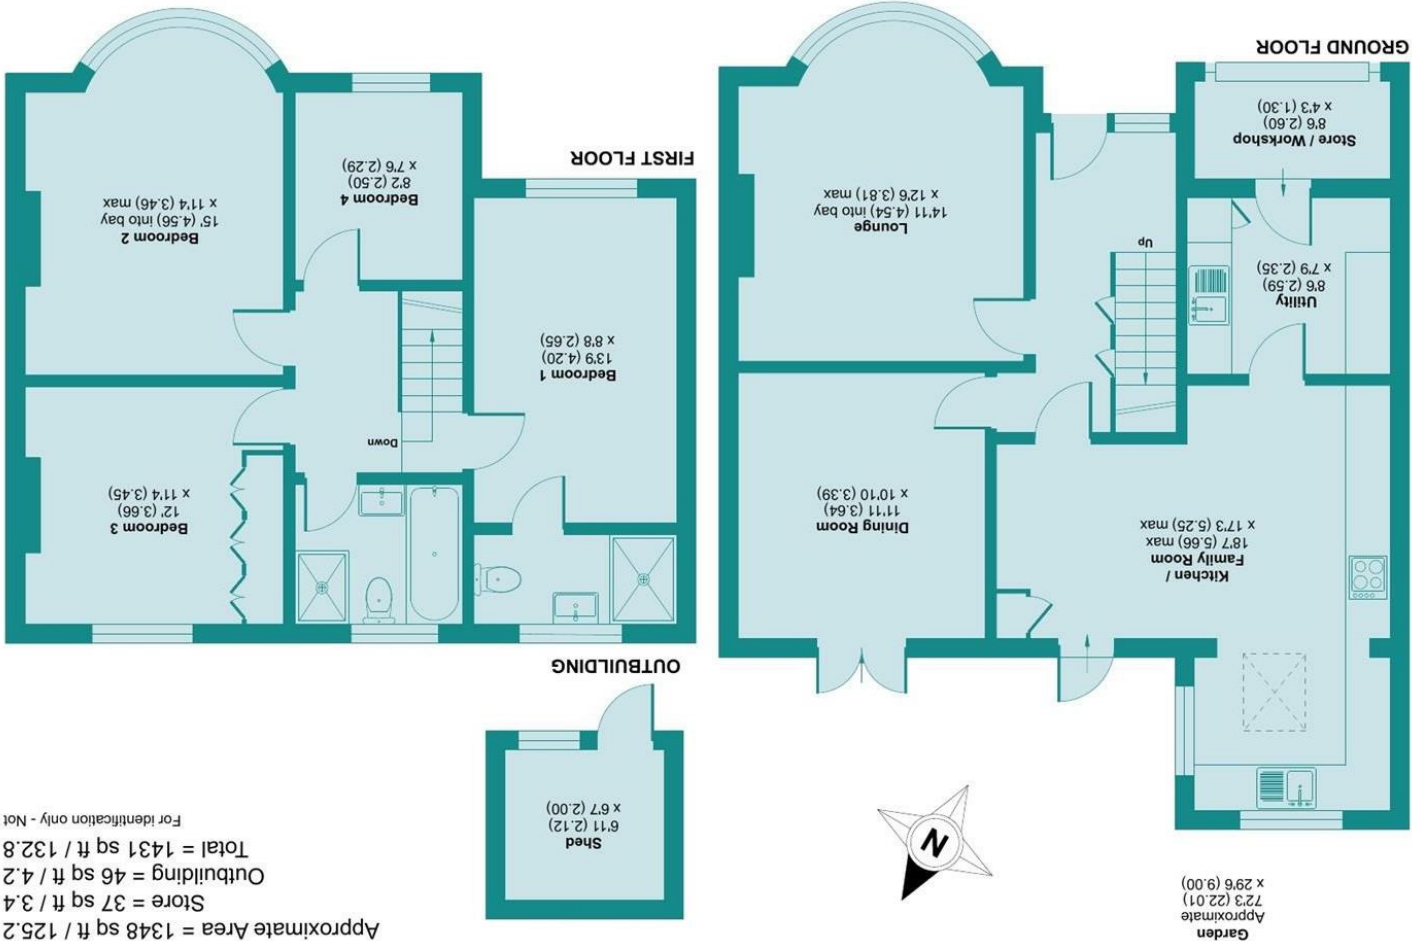 Garden
Approximate
72'3 (22.01)
x 29'6 (9.00)
Approximate Area = 1348 sq ft / 125.2
Store = 37 sq ft / 3.4
Outbuilding = 46 sq ft / 4.2
Total = 1431 sq ft / 132.8
For identification only - Not
N
Shed
6'11 (2.12)
x 6'7 (2.00)
OUTBUILDING
Kitchen /
Family Room
18'7 (5.66) max
x 17'3 (5.25) max
Dining Room
11'11 (3.64)
x 10'10 (3.39)
Utility
8'6 (2.59)
x 7'9 (2.35)
Up
Lounge
14'11 (4.54) into bay
x 12'6 (3.81) max
Store / Workshop
8'6 (2.60)
x 4'3 (1.30)
GROUND FLOOR
Bedroom 3
12' (3.66)
x 11'4 (3.45)
Down
Bedroom 1
13'9 (4.20)
x 8'8 (2.65)
Bedroom 2
15' (4.56) into bay
x 11'4 (3.46) max
Bedroom 4
8'2 (2.50)
x 7'6 (2.29)
FIRST FLOOR